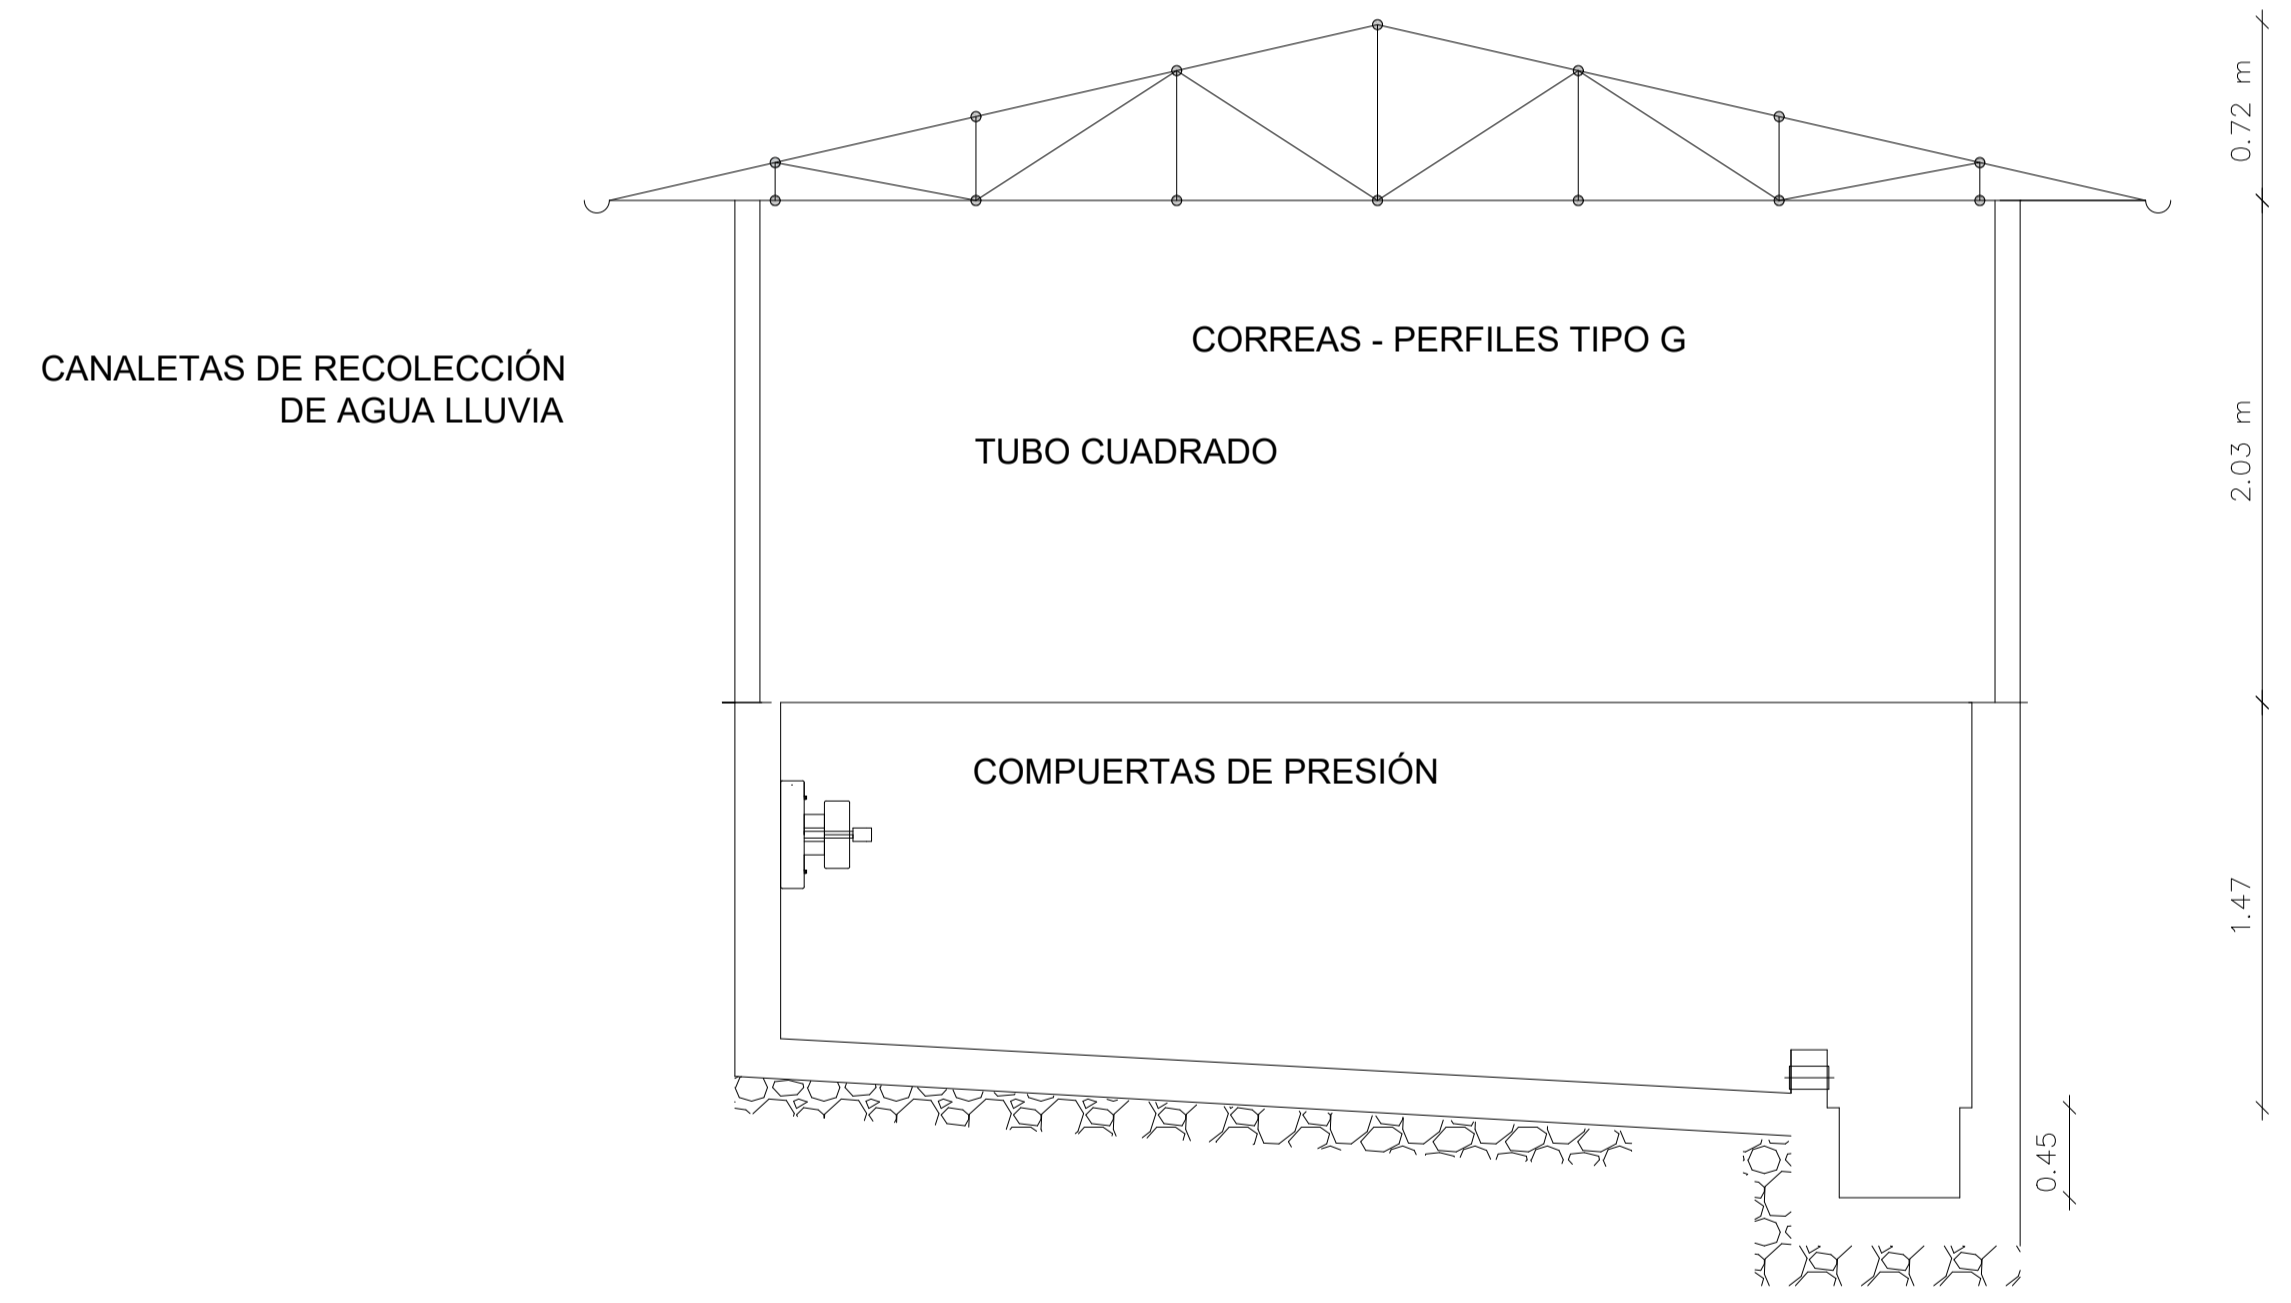 0.72 m
CORREAS - PERFILES TIPO G
CANALETAS DE RECOLECCIÓN
DE AGUA LLUVIA
TUBO CUADRADO
2.03 m
COMPUERTAS DE PRESIÓN
1.47
0.45